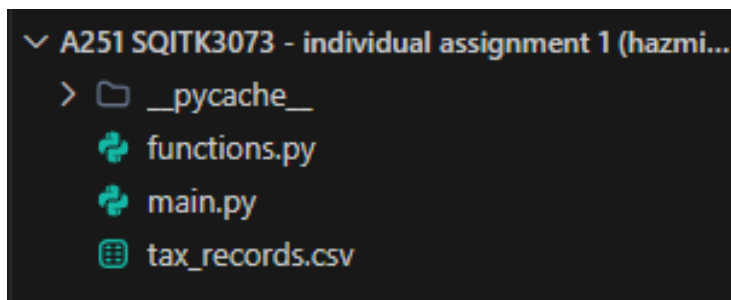 A251 SQITK3073 - individual assignment 1 (hazmi...
__pycache__
functions.py
main.py
tax_records.csv